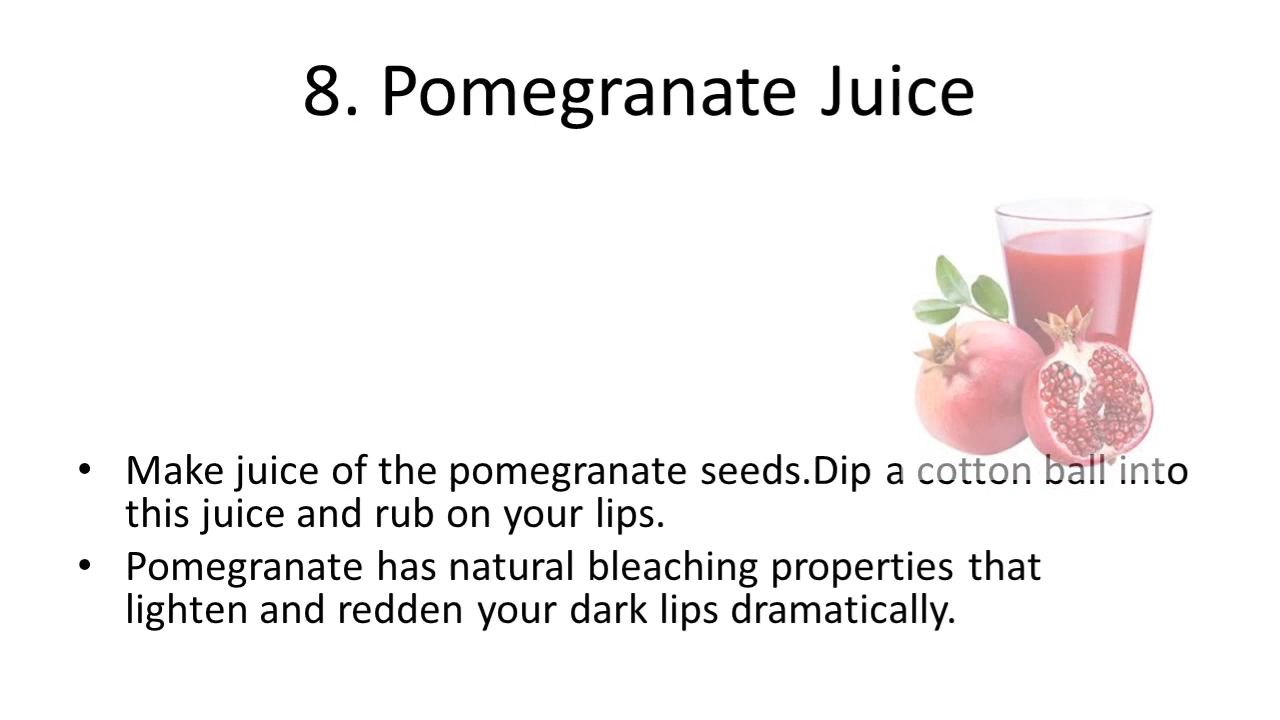 8. Pomegranate Juice
• Make juice of the pomegranate seeds.Dip a cotton ball into
this juice and rub on your lips.
• Pomegranate has natural bleaching properties that
lighten and redden your dark lips dramatically.